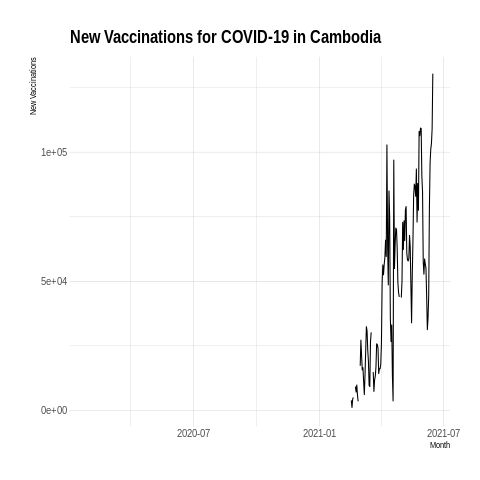 New Vaccinations for COVID-19 in Cambodia
New Vaccinations
1e+05
5e+04
0e+00
2020-07
2021-01
2021-07
Month